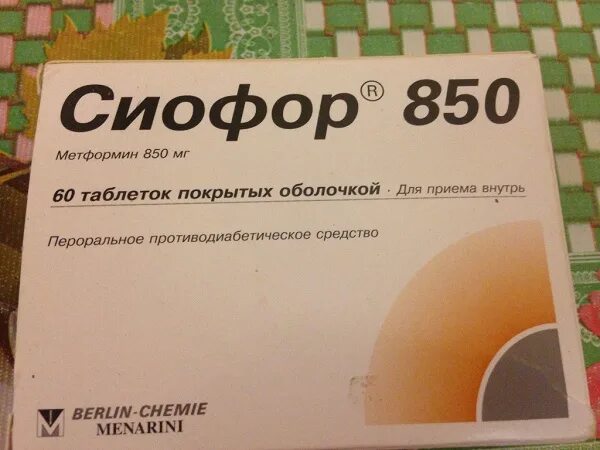 Сиофор® 850
Метформин 850 мг
60 таблеток покрытых оболочкой · Для приема внутрь
Пероральное противодиабетическое средство
BERLIN-CHEMIE
MENARINI